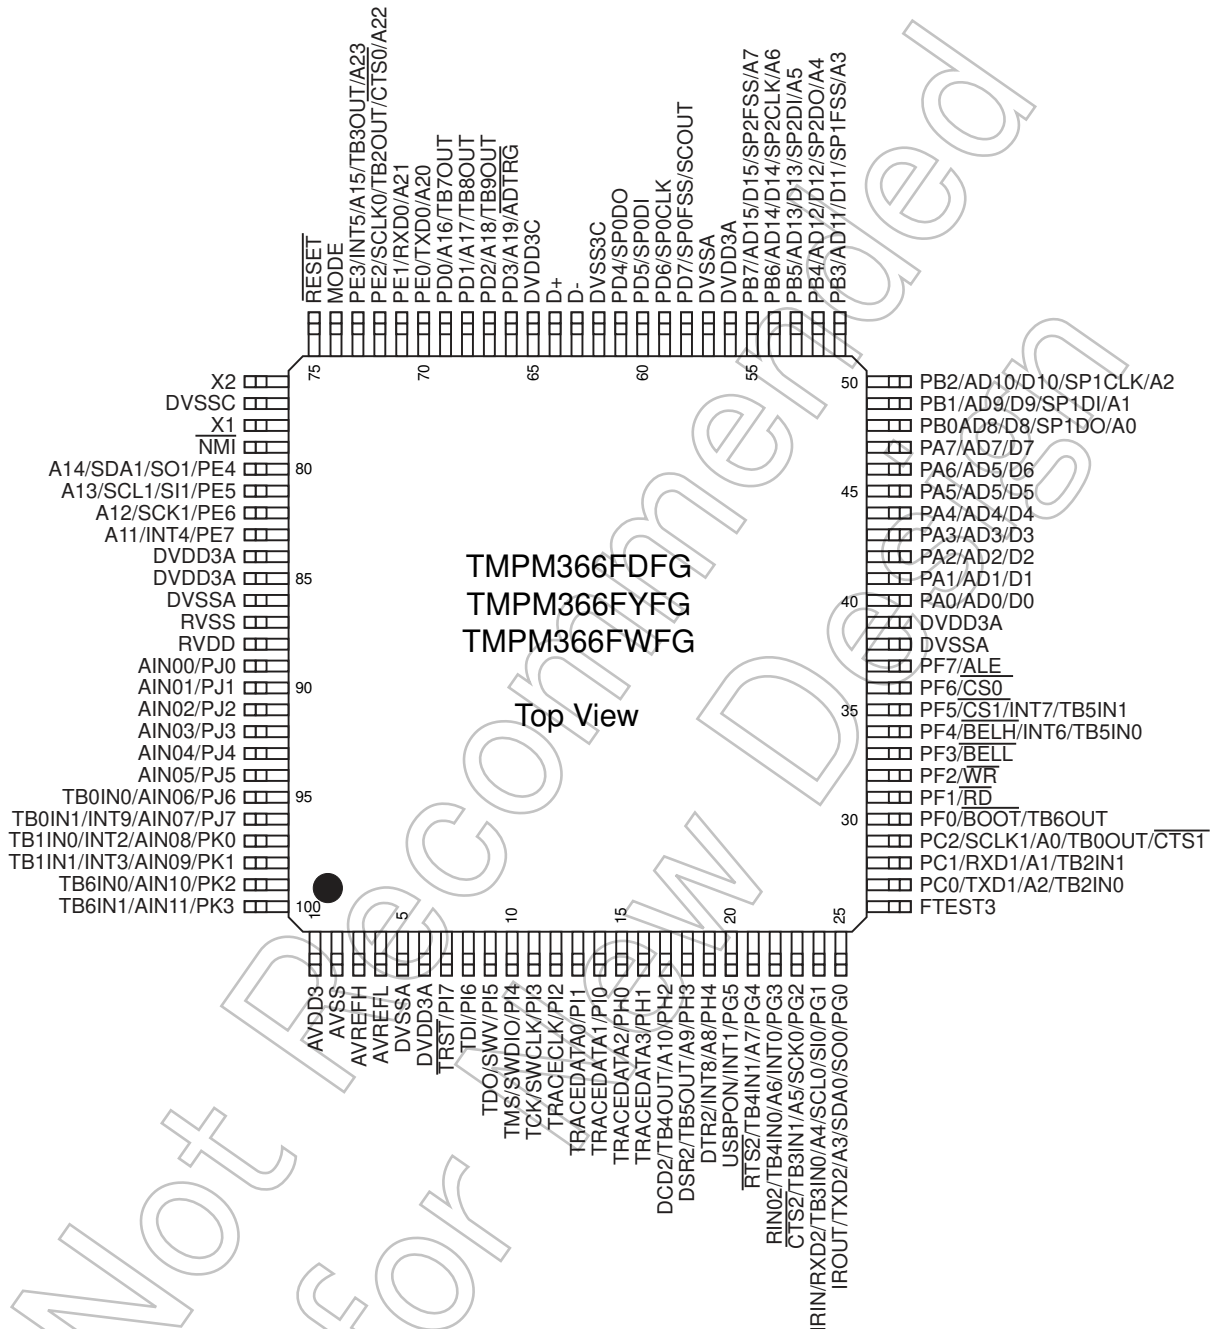 RESET
MODE
PE3/INT5/A15/TB3OUT/A23
PE2/SCLK0/TB2OUT/CTS0/A22
PE1/RXD0/A21
PE0/TXD0/A20
PD0/A16/TB7OUT
PD1/A17/TB8OUT
PD2/A18/TB9OUT
PD3/A19/ADTRG
DVDD3C
D+
D-
DVSS3C
PD4/SP0DO
PD5/SP0DI
PD6/SP0CLK
PD7/SP0FSS/SCOUT
DVSSA
DVDD3A
PB7/AD15/D15/SP2FSS/A7
PB6/AD14/D14/SP2CLK/A6
PB5/AD13/D13/SP2DI/A5
PB4/AD12/D12/SP2DO/A4
PB3/AD11/D11/SP1FSS/A3
75
70
65
60
55
X2
DVSSC
X1
NMI
A14/SDA1/SO1/PE4
A13/SCL1/SI1/PE5
A12/SCK1/PE6
A11/INT4/PE7
DVDD3A
DVDD3A
DVSSA
RVSS
RVDD
AIN00/PJ0
AIN01/PJ1
AIN02/PJ2
AIN03/PJ3
AIN04/PJ4
AIN05/PJ5
TB0IN0/AIN06/PJ6
TB0IN1/INT9/AIN07/PJ7
TB1IN0/INT2/AIN08/PK0
TB1IN1/INT3/AIN09/PK1
TB6IN0/AIN10/PK2
TB6IN1/AIN11/PK3
80
85
90
95
100
TMPM366FDFG
TMPM366FYFG
TMPM366FWFG
Top View
50
45
40
35
30
PB2/AD10/D10/SP1CLK/A2
PB1/AD9/D9/SP1DI/A1
PB0AD8/D8/SP1DO/A0
PA7/AD7/D7
PA6/AD5/D6
PA5/AD5/D5
PA4/AD4/D4
PA3/AD3/D3
PA2/AD2/D2
PA1/AD1/D1
PA0/AD0/D0
DVDD3A
DVSSA
PF7/ALE
PF6/CS0
PF5/CS1/INT7/TB5IN1
PF4/BELH/INT6/TB5IN0
PF3/BELL
PF2/WR
PF1/RD
PF0/BOOT/TB6OUT
PC2/SCLK1/A0/TB0OUT/CTS1
PC1/RXD1/A1/TB2IN1
PC0/TXD1/A2/TB2IN0
FTEST3
1
5
10
15
20
25
AVDD3
AVSS
AVREFH
AVREFL
DVSSA
DVDD3A
TRST/PI7
TDI/PI6
TDO/SWV/PI5
TMS/SWDIO/PI4
TCK/SWCLK/PI3
TRACECLK/PI2
TRACEDATA0/PI1
TRACEDATA1/PI0
TRACEDATA2/PH0
TRACEDATA3/PH1
DCD2/TB4OUT/A10/PH2
DSR2/TB5OUT/A9/PH3
DTR2/INT8/A8/PH4
USBPON/INT1/PG5
RTS2/TB4IN1/A7/PG4
RIN02/TB4IN0/A6/INT0/PG3
CTS2/TB3IN1/A5/SCK0/PG2
IRIN/RXD2/TB3IN0/A4/SCL0/SI0/PG1
IROUT/TXD2/A3/SDA0/SO0/PG0
Not Recommended
for New Design